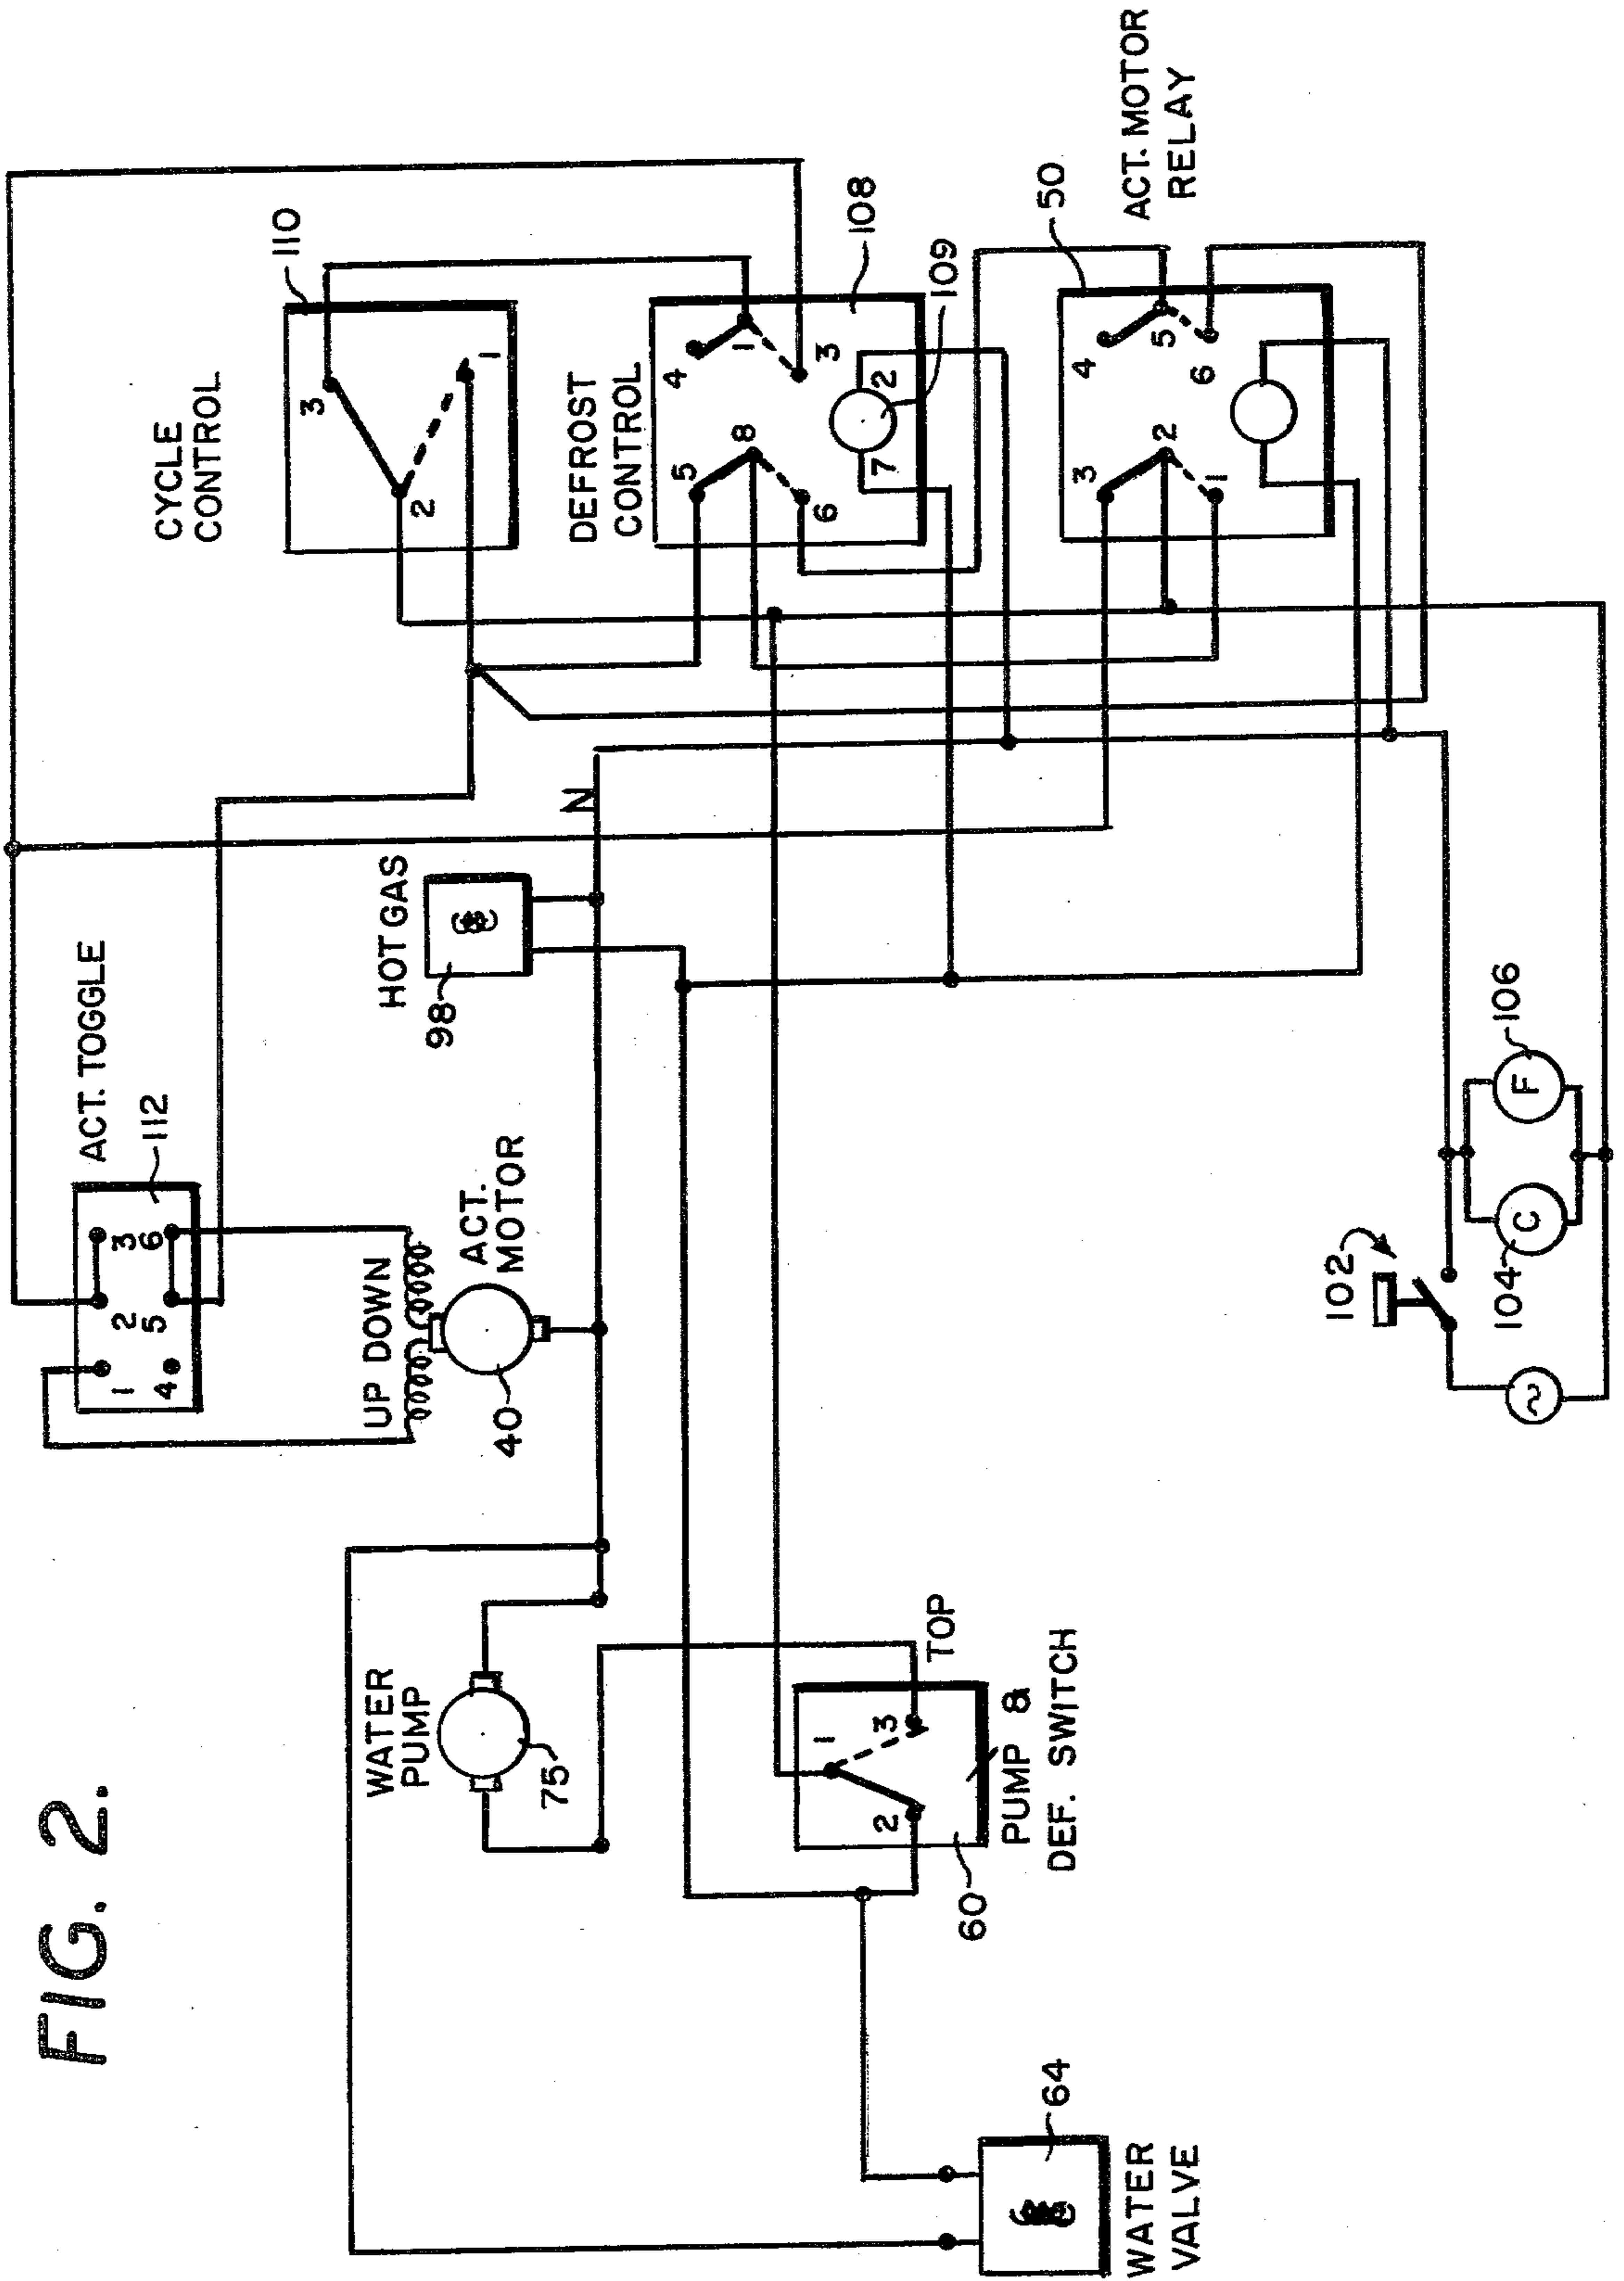 FIG. 2.
WATER
VALVE
64
WATER
PUMP
75
60
PUMP &
DEF. SWITCH
TOP
1
2
3
ACT. TOGGLE
112
1
2
3
4
5
6
UP DOWN
ACT.
MOTOR
40
HOT GAS
98
N
102
104
C
F
106
~
CYCLE
CONTROL
110
3
2
1
DEFROST
CONTROL
108
109
5
8
6
4
1
3
7
2
ACT. MOTOR
RELAY
50
3
2
1
4
5
6